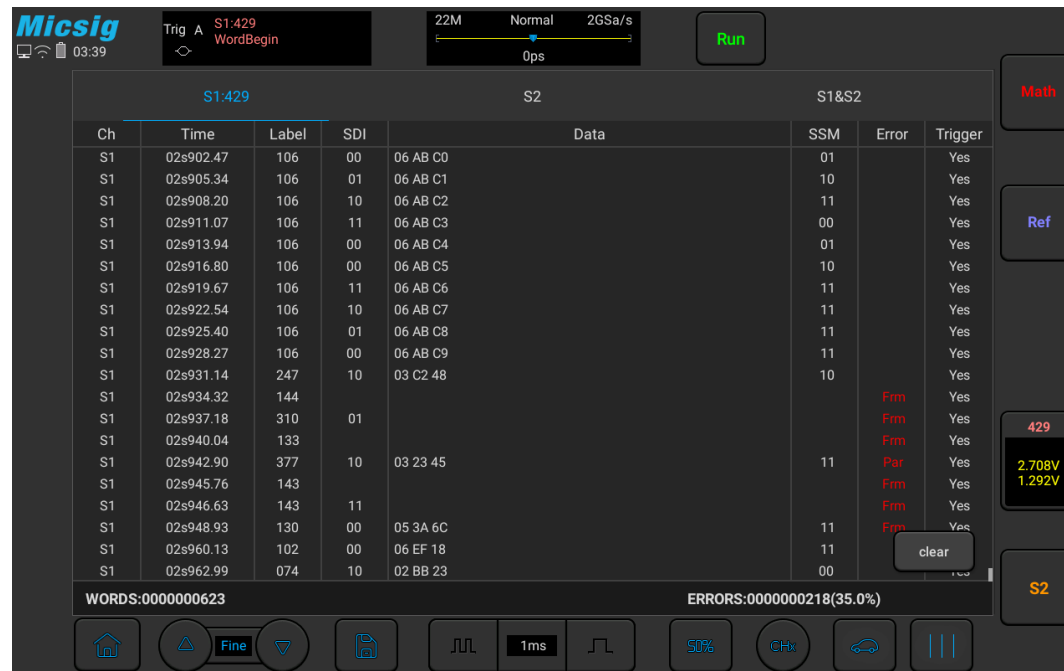 Micsig
03:39
Trig A S1:429
WordBegin
22M Normal 2GSa/s
0ps
Run
S1:429 S2 S1&S2
Ch Time Label SDI Data SSM Error Trigger
S1 02s902.47 106 00 06 AB C0 01 Yes
S1 02s905.34 106 01 06 AB C1 10 Yes
S1 02s908.20 106 10 06 AB C2 11 Yes
S1 02s911.07 106 11 06 AB C3 00 Yes
S1 02s913.94 106 00 06 AB C4 01 Yes
S1 02s916.80 106 00 06 AB C5 10 Yes
S1 02s919.67 106 11 06 AB C6 11 Yes
S1 02s922.54 106 10 06 AB C7 11 Yes
S1 02s925.40 106 01 06 AB C8 11 Yes
S1 02s928.27 106 00 06 AB C9 11 Yes
S1 02s931.14 247 10 03 C2 48 10 Yes
S1 02s934.32 144 Frm Yes
S1 02s937.18 310 01 Frm Yes
S1 02s940.04 133 Frm Yes
S1 02s942.90 377 10 03 23 45 11 Par Yes
S1 02s945.76 143 Frm Yes
S1 02s946.63 143 11 Frm Yes
S1 02s948.93 130 00 05 3A 6C 11 Frm Yes
S1 02s960.13 102 00 06 EF 18 11
S1 02s962.99 074 10 02 BB 23 00 Yes
clear
WORDS:0000000623 ERRORS:0000000218(35.0%)
Math
Ref
429
2.708V
1.292V
S2
Fine
1ms
50%
CHx